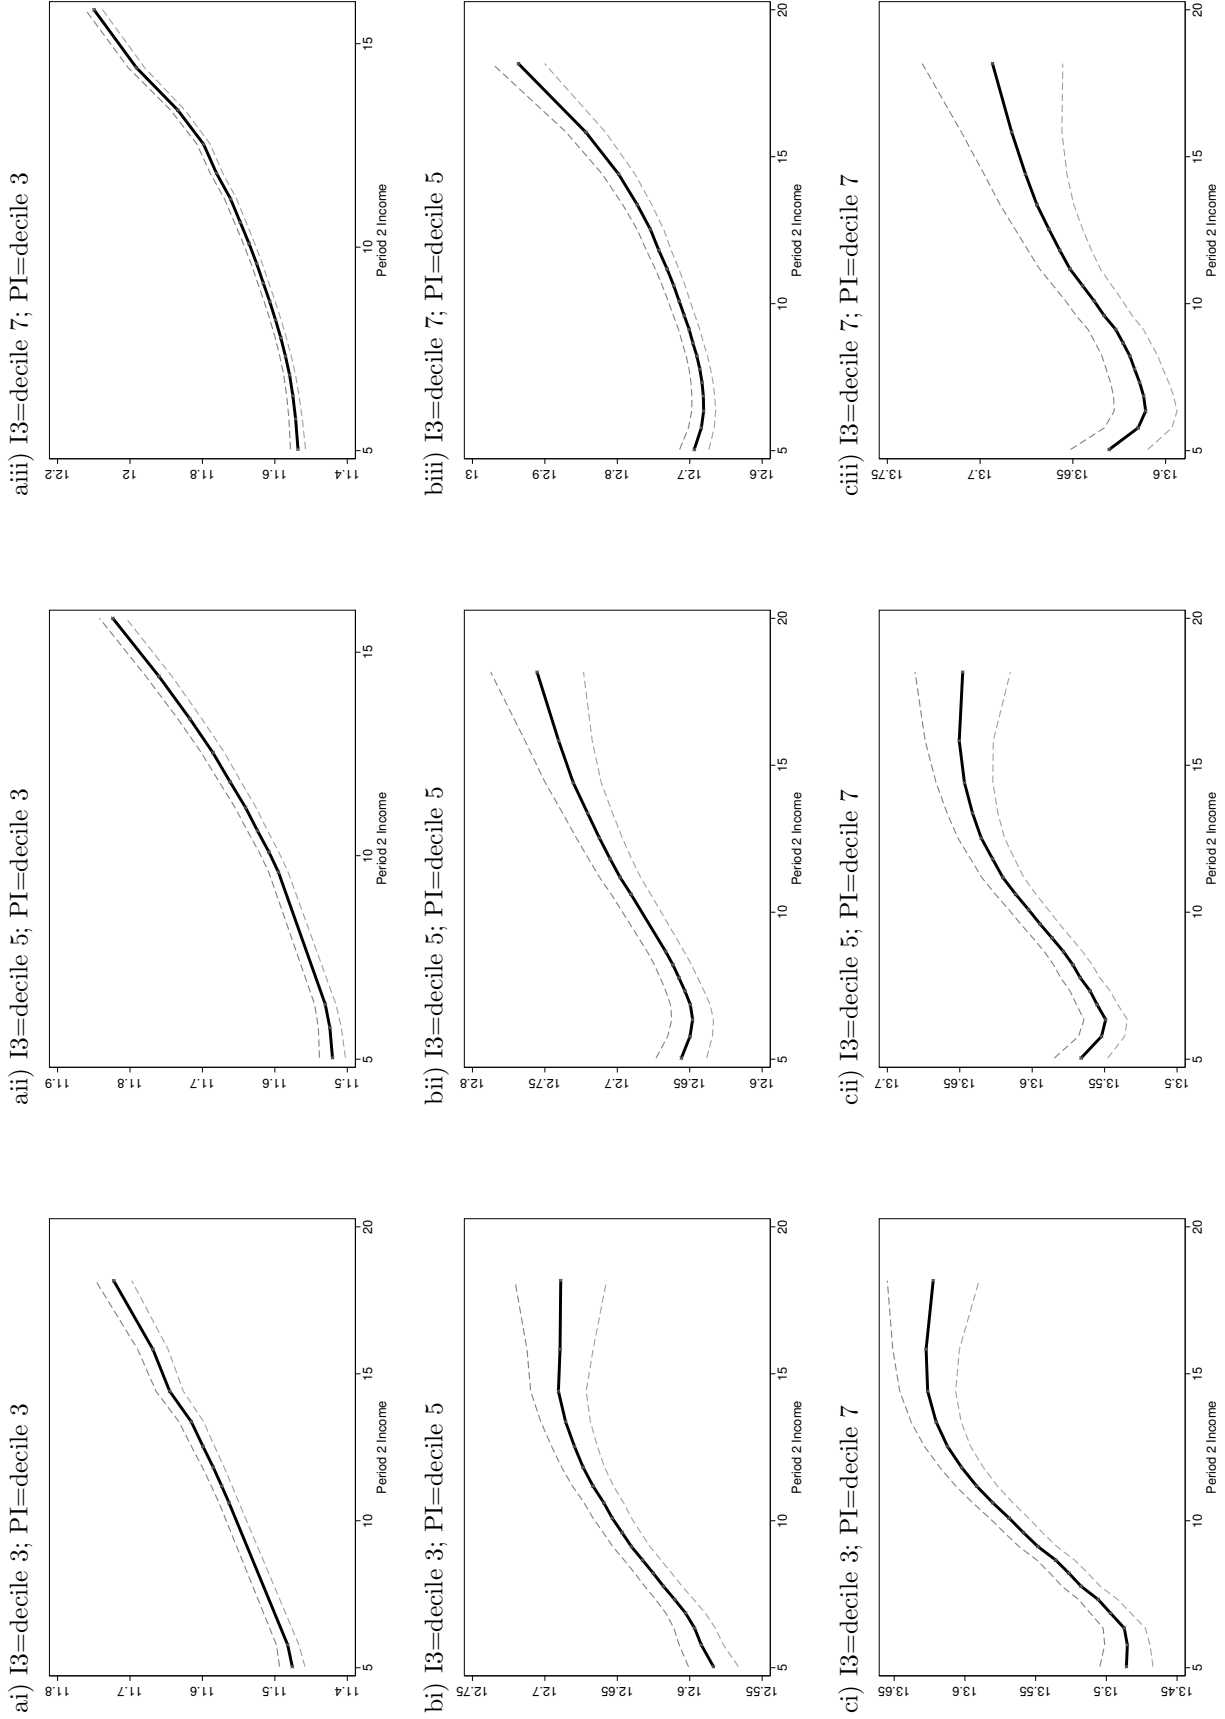 ai) I3=decile 3; PI=decile 3
11.8
11.7
11.6
11.5
11.4
5 10 15 20
Period 2 Income
aii) I3=decile 5; PI=decile 3
11.9
11.8
11.7
11.6
11.5
5 10 15
Period 2 Income
aiii) I3=decile 7; PI=decile 3
12.2
12
11.8
11.6
11.4
5 10 15
Period 2 Income
bi) I3=decile 3; PI=decile 5
12.75
12.7
12.65
12.6
12.55
5 10 15 20
Period 2 Income
bii) I3=decile 5; PI=decile 5
12.8
12.75
12.7
12.65
12.6
5 10 15 20
Period 2 Income
biii) I3=decile 7; PI=decile 5
13
12.9
12.8
12.7
12.6
5 10 15 20
Period 2 Income
ci) I3=decile 3; PI=decile 7
13.65
13.6
13.55
13.5
13.45
5 10 15 20
Period 2 Income
cii) I3=decile 5; PI=decile 7
13.7
13.65
13.6
13.55
13.5
5 10 15 20
Period 2 Income
ciii) I3=decile 7; PI=decile 7
13.75
13.7
13.65
13.6
5 10 15 20
Period 2 Income